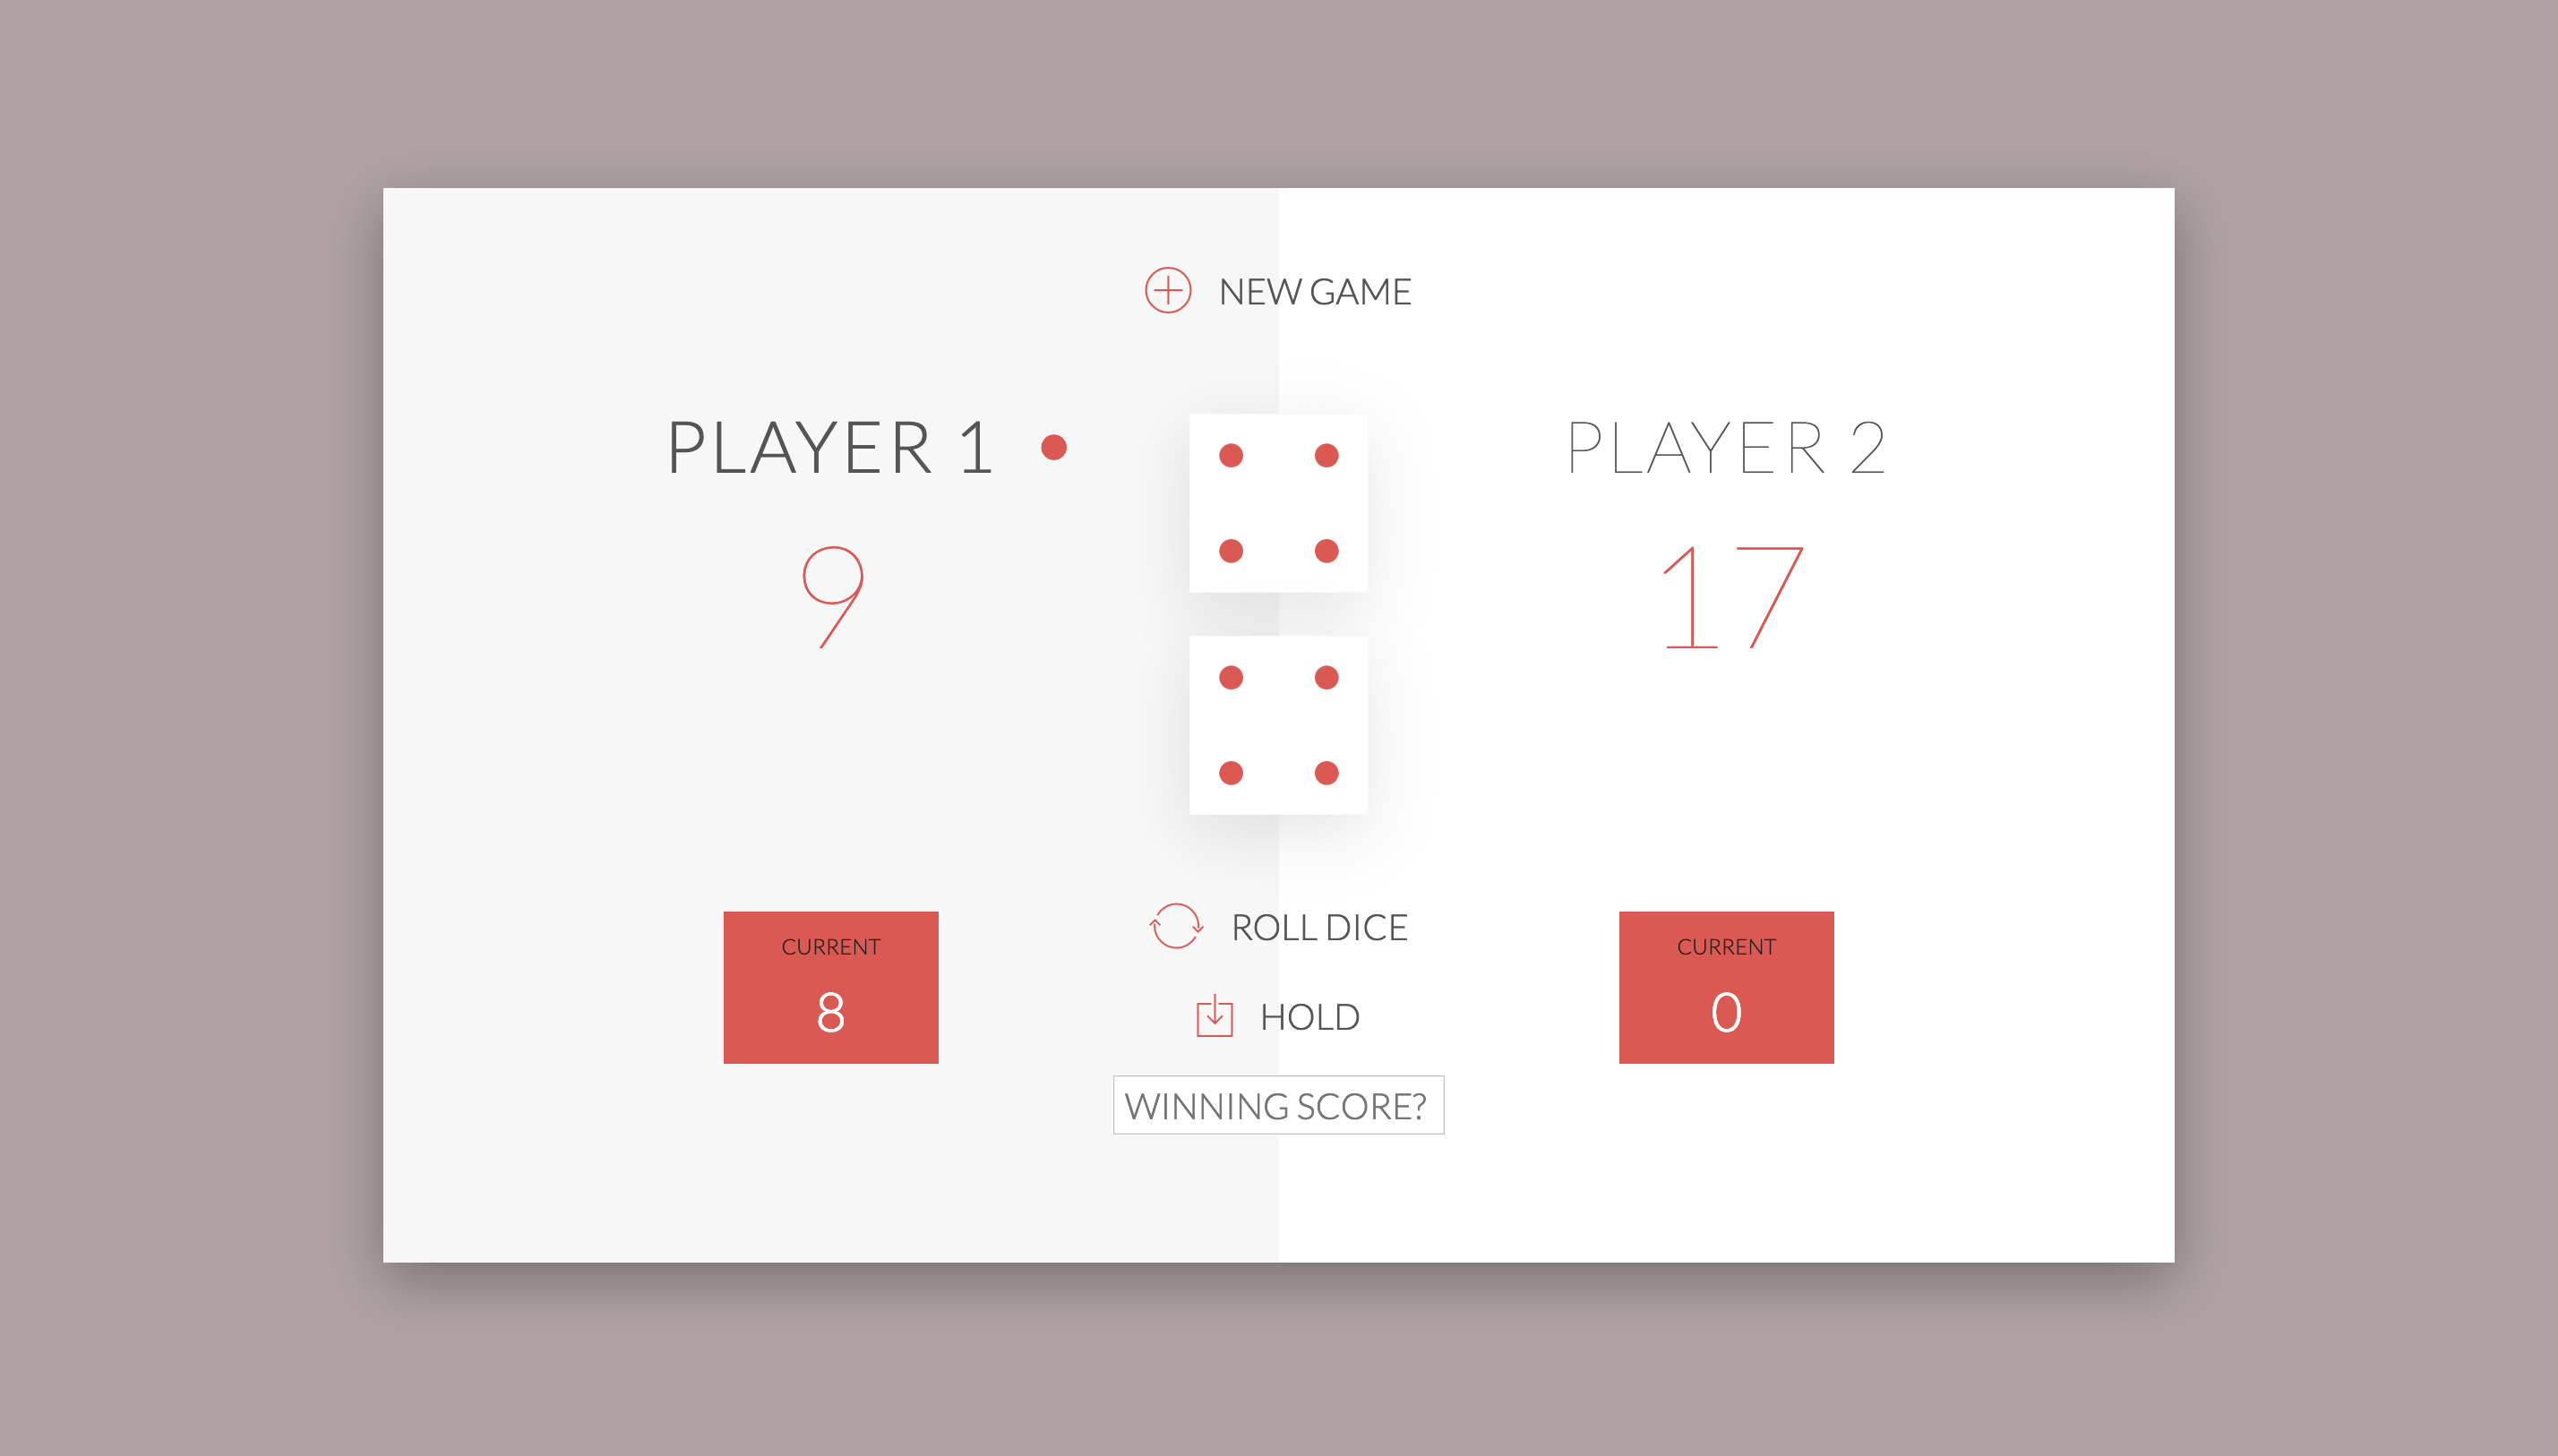 NEW GAME
PLAYER 1
9
PLAYER 2
17
CURRENT
8
ROLL DICE
HOLD
WINNING SCORE?
CURRENT
0